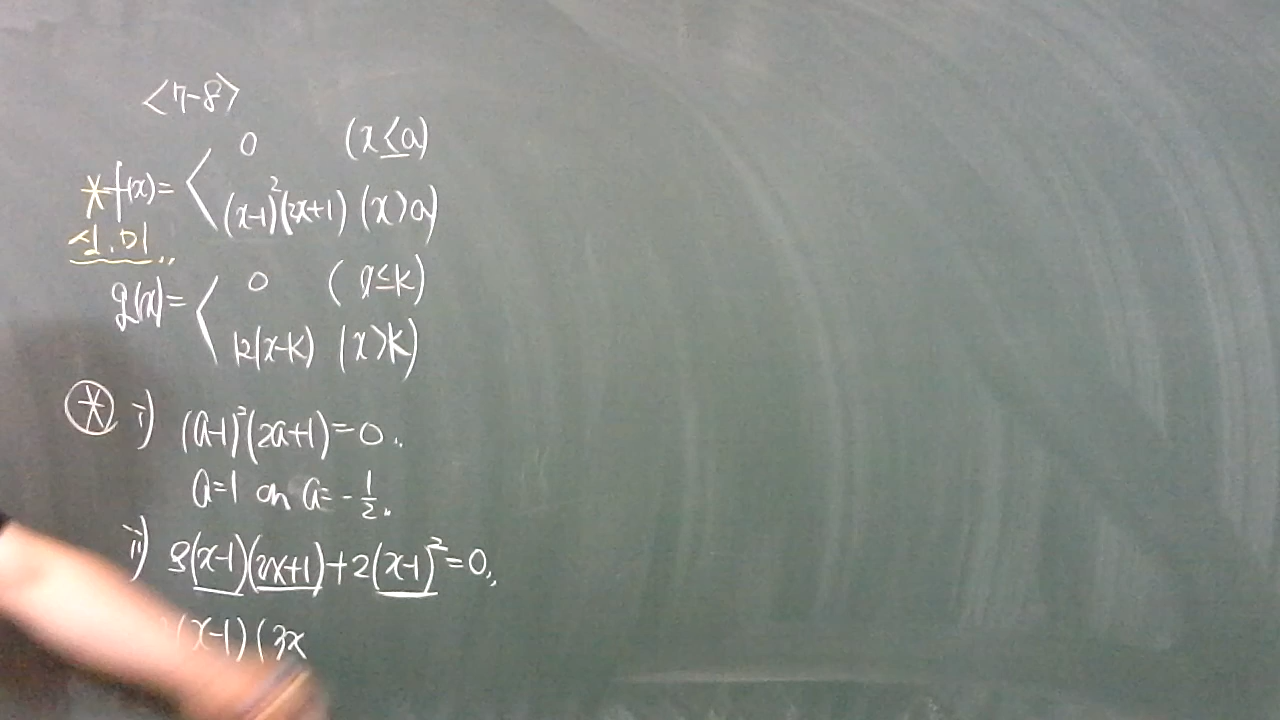 <7-8>
* f(x)= < 0 (x≤a)
(x-1)²(2x+1) (x>a)
실.미..
g(x)= < 0 (x≤k)
12(x-k) (x>k)
* i) (a-1)²(2a+1)=0..
a=1 or a=-1/2.
ii) 2(x-1)(2x+1)+2(x-1)²=0..
(x-1)(3x